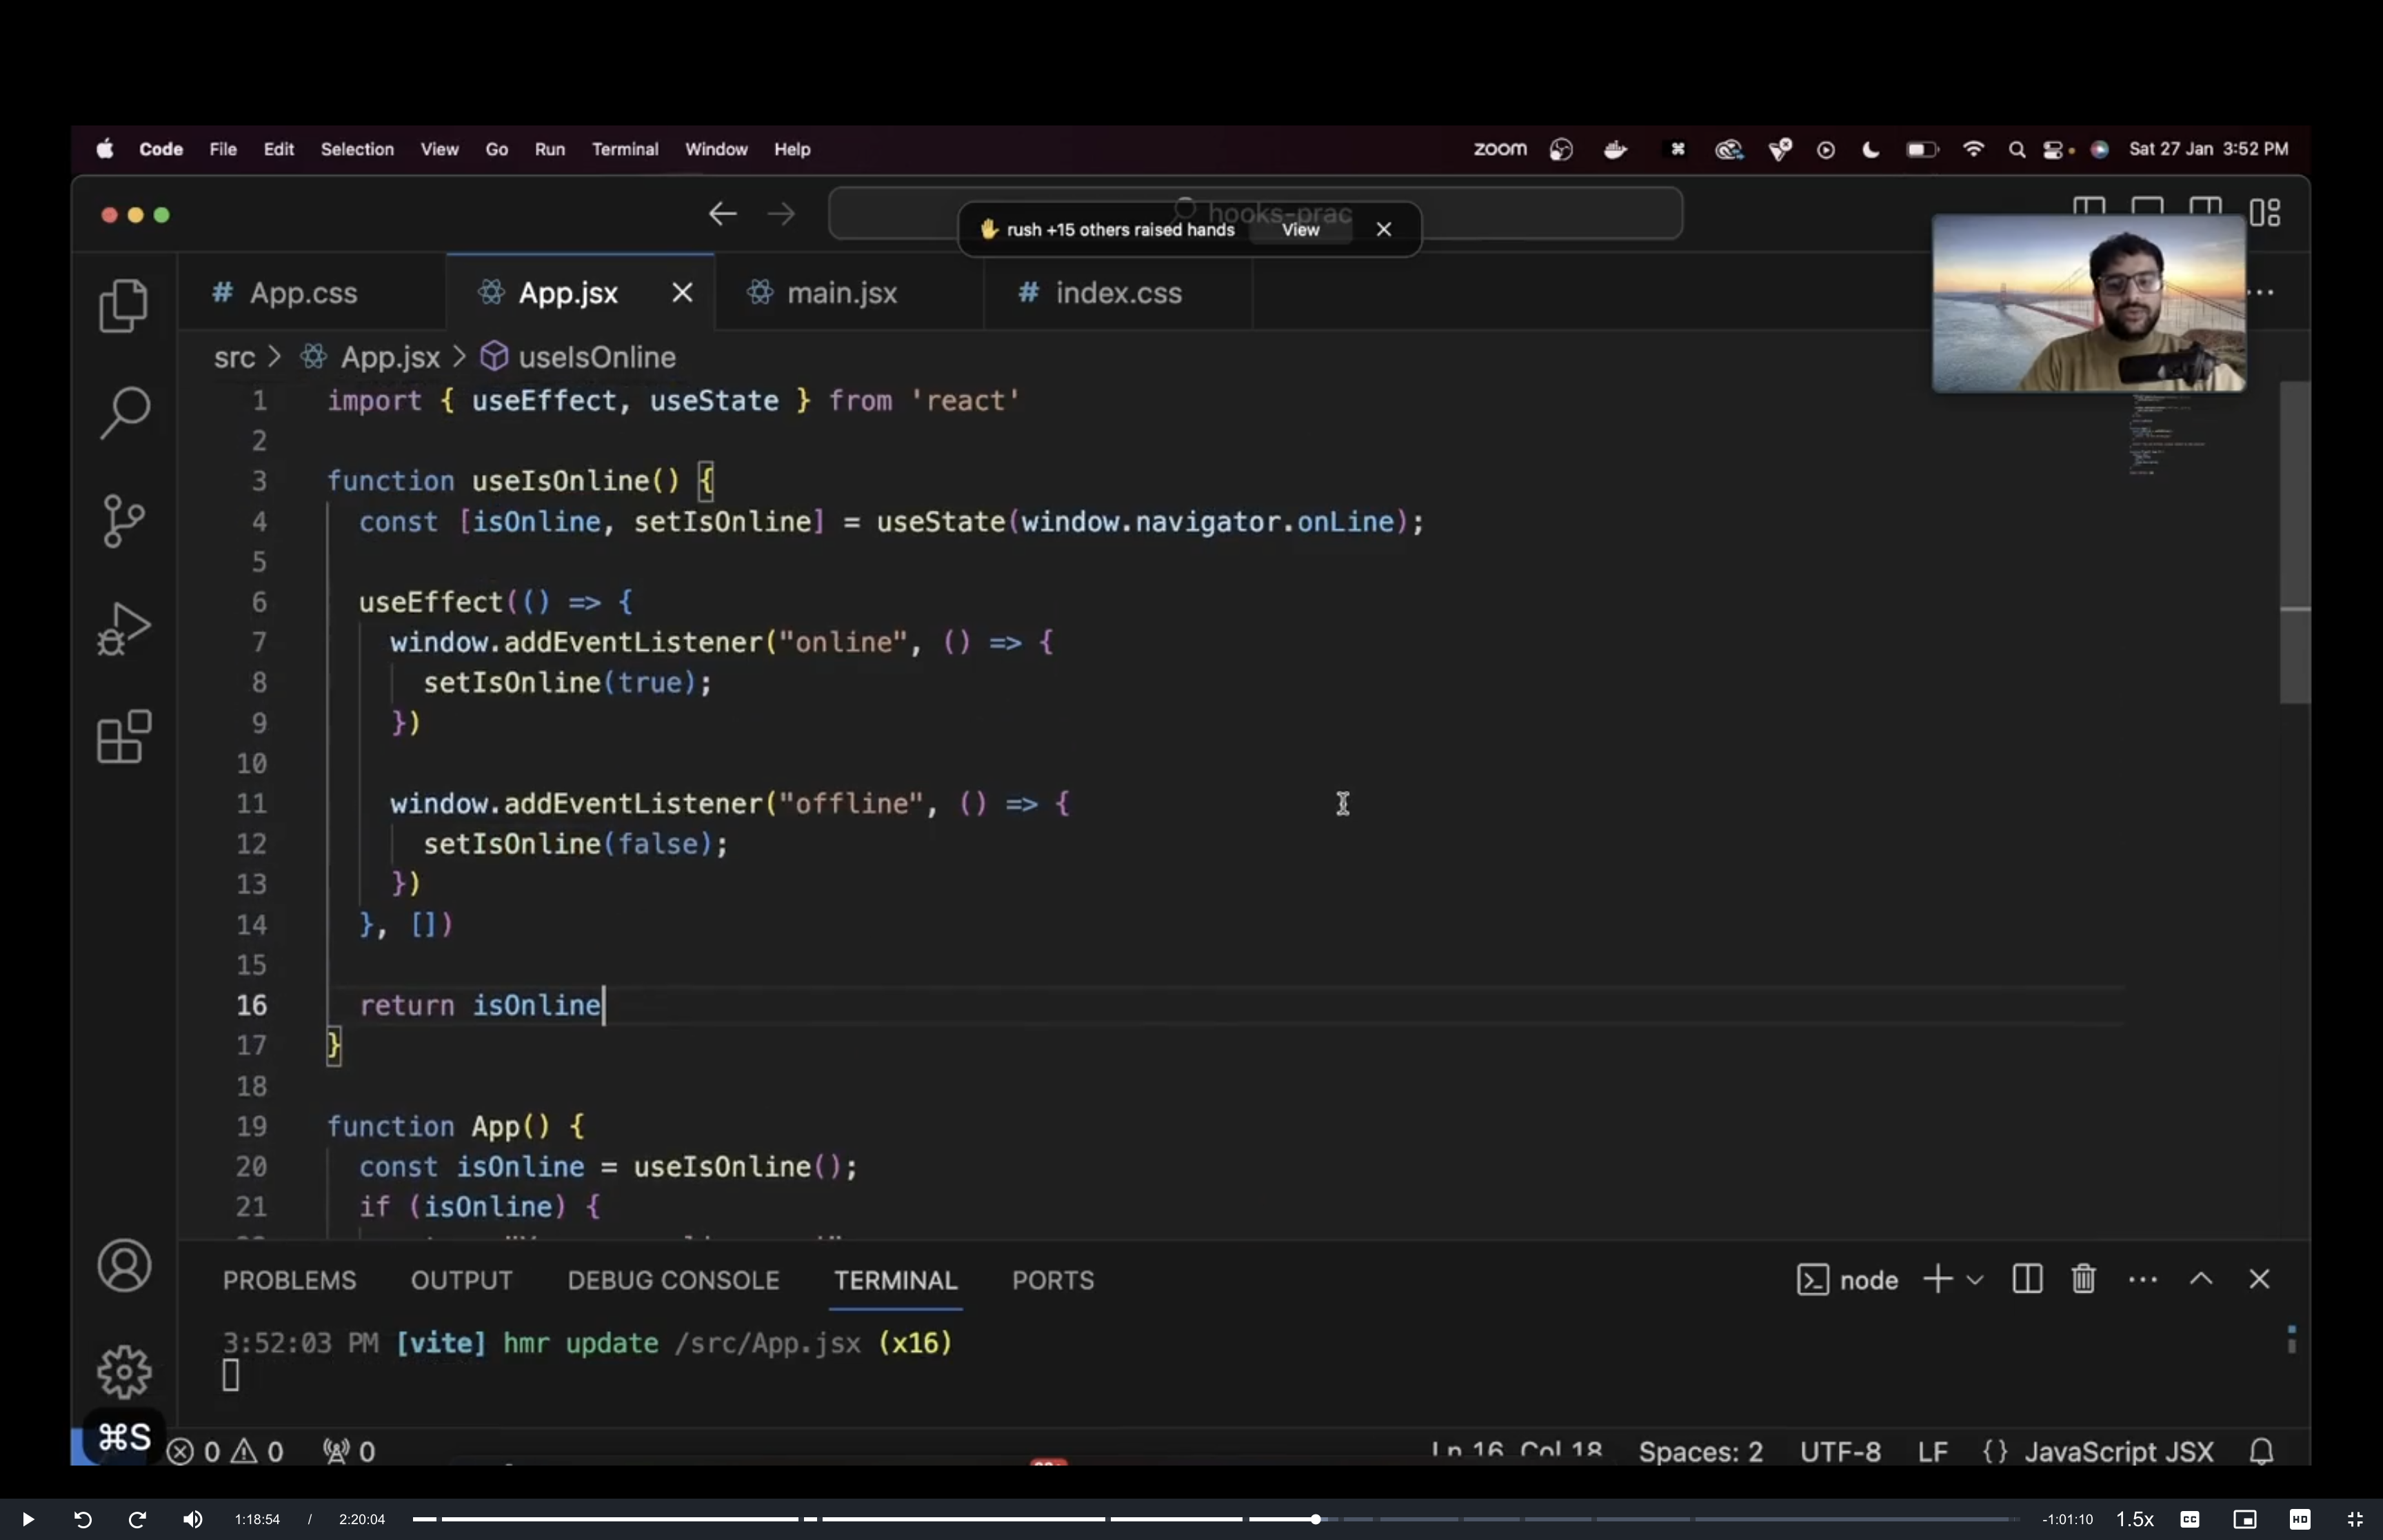 Code File Edit Selection View Go Run Terminal Window Help zoom Sat 27 Jan 3:52 PM
hooks-prac
✋ rush +15 others raised hands View ×
# App.css App.jsx × main.jsx # index.css ...
src > App.jsx > useIsOnline
1 import { useEffect, useState } from 'react'
2
3 function useIsOnline() {
4 const [isOnline, setIsOnline] = useState(window.navigator.onLine);
5
6 useEffect(() => {
7 window.addEventListener("online", () => {
8 setIsOnline(true);
9 })
10
11 window.addEventListener("offline", () => {
12 setIsOnline(false);
13 })
14 }, [])
15
16 return isOnline
17 }
18
19 function App() {
20 const isOnline = useIsOnline();
21 if (isOnline) {
PROBLEMS OUTPUT DEBUG CONSOLE TERMINAL PORTS node
3:52:03 PM [vite] hmr update /src/App.jsx (x16)
⌘S 0 0 0 Ln 16, Col 18 Spaces: 2 UTF-8 LF {} JavaScript JSX
1:18:54 / 2:20:04 -1:01:10 1.5x CC HD